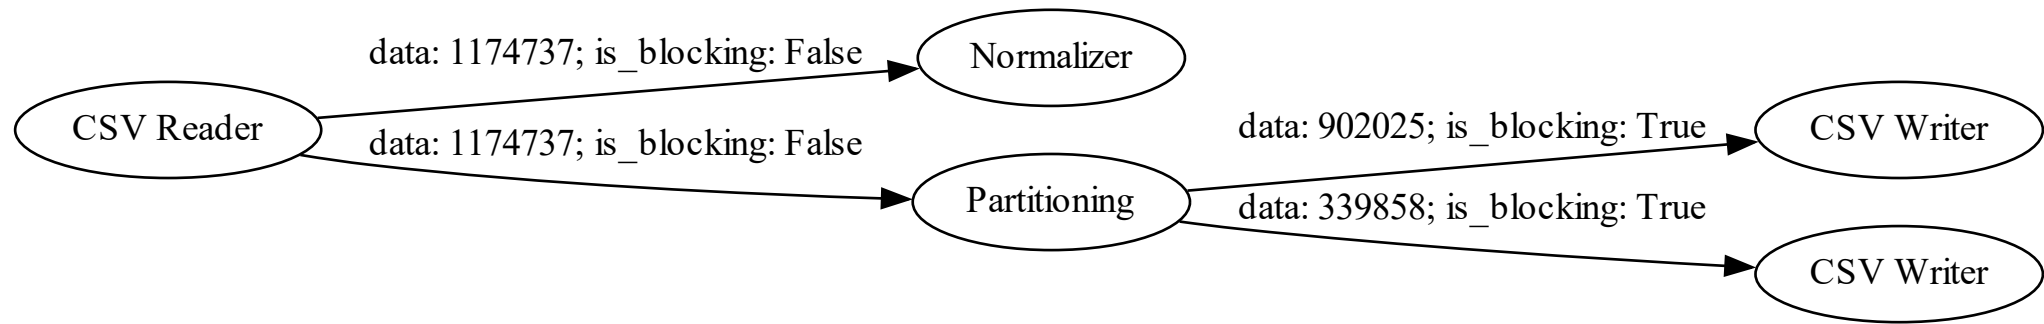 CSV Reader
data: 1174737; is_blocking: False
Normalizer
data: 1174737; is_blocking: False
Partitioning
data: 902025; is_blocking: True
CSV Writer
data: 339858; is_blocking: True
CSV Writer